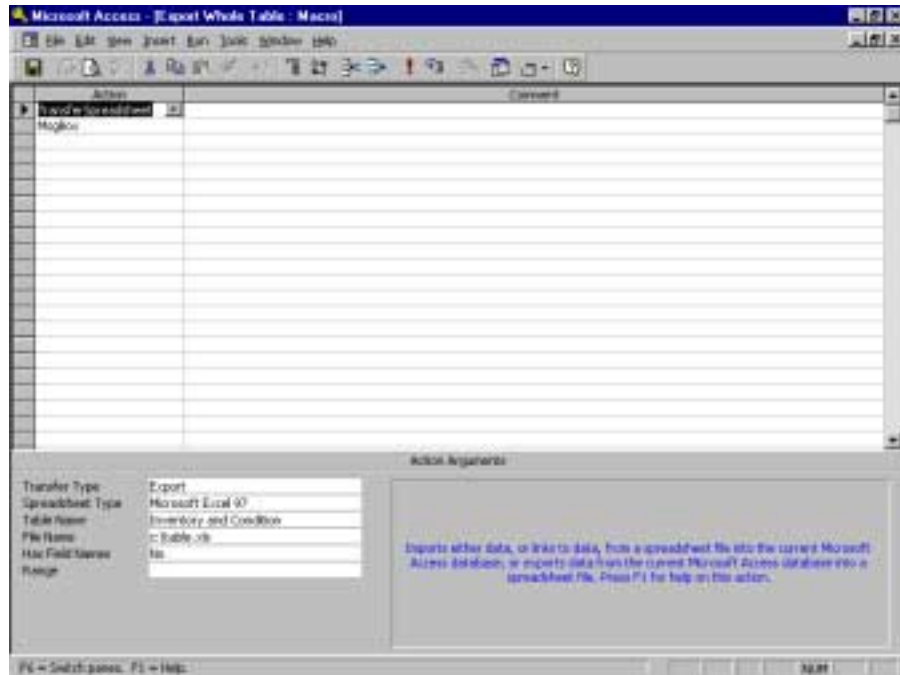 Microsoft Access - [Export Whole Table : Macro]
File Edit View Insert Run Tools Window Help
Action Comment
TransferSpreadsheet
MsgBox
Action Arguments
Transfer Type Export
Spreadsheet Type Microsoft Excel 97
Table Name Inventory and Condition
File Name c:\table.xls
Has Field Names No
Range
Imports either data, or links to data, from a spreadsheet file into the current Microsoft
Access database, or exports data from the current Microsoft Access database into a
spreadsheet file. Press F1 for help on this action.
F6 = Switch panes. F1 = Help. NUM